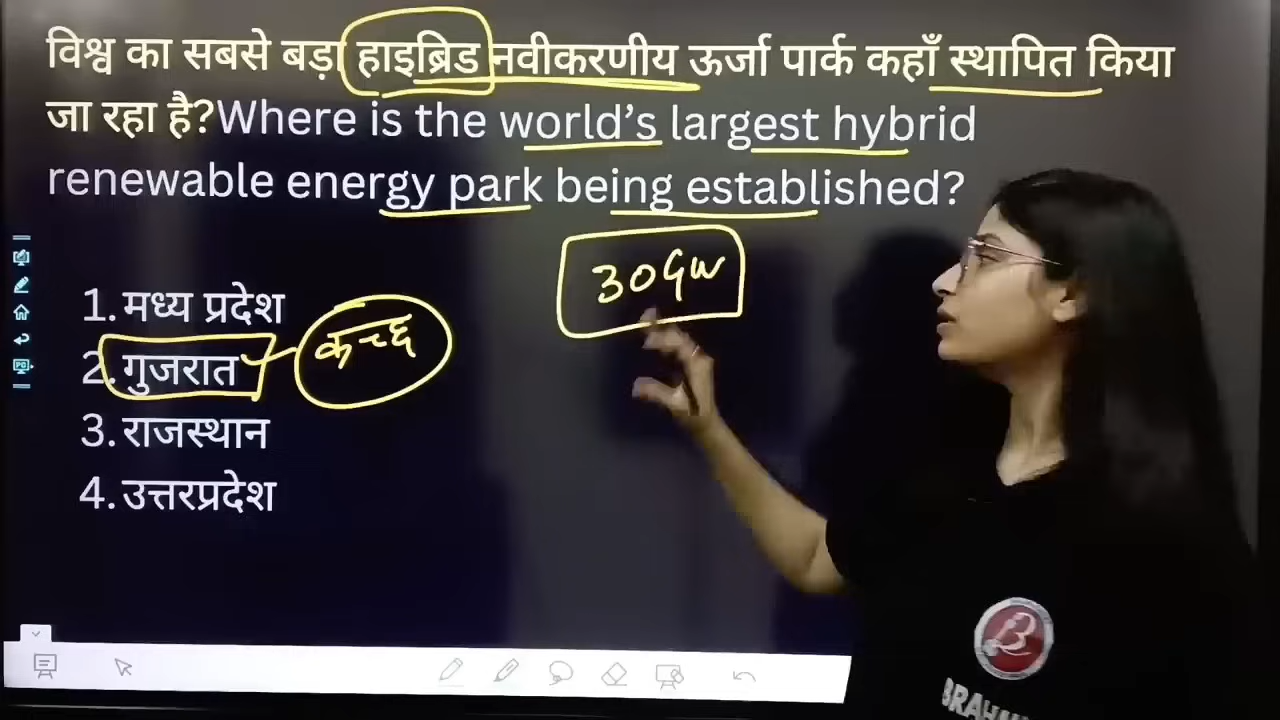 विश्व का सबसे बड़ा हाइब्रिड नवीकरणीय ऊर्जा पार्क कहाँ स्थापित किया
जा रहा है?Where is the world's largest hybrid
renewable energy park being established?
30GW
1. मध्य प्रदेश
2. गुजरात कच्छ
3. राजस्थान
4. उत्तरप्रदेश